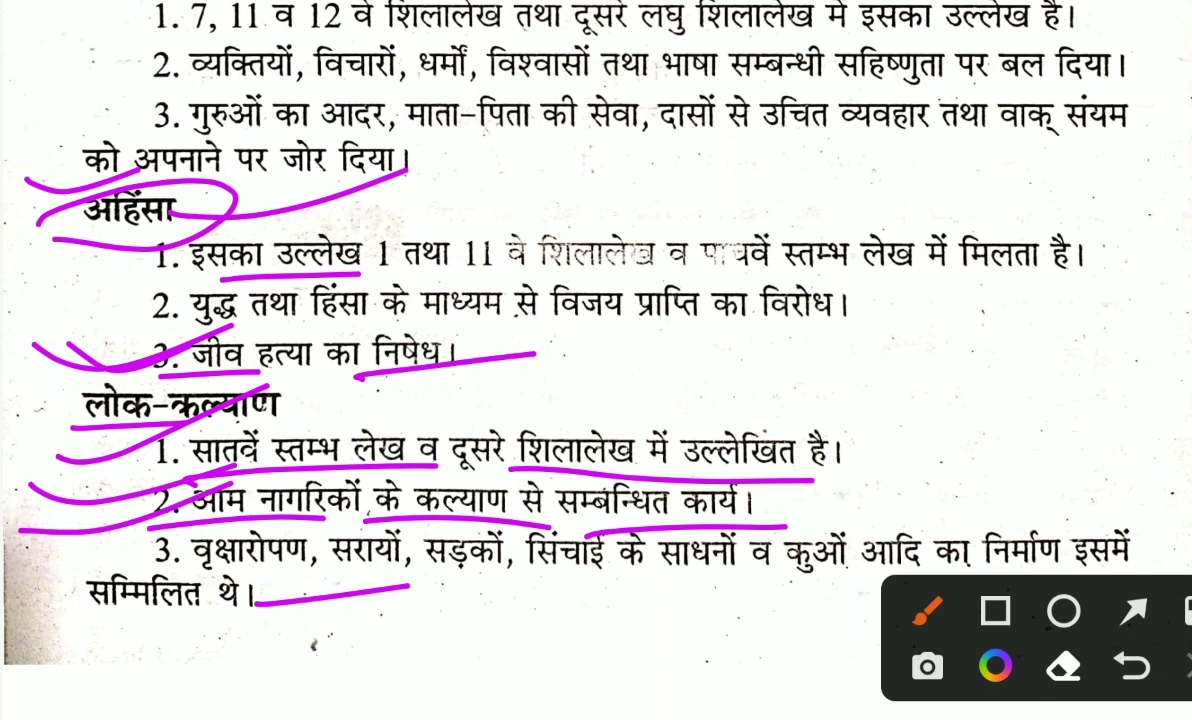 1. 7, 11 व 12 वे शिलालेख तथा दूसरे लघु शिलालेख में इसका उल्लेख है।
2. व्यक्तियों, विचारों, धर्मों, विश्वासों तथा भाषा सम्बन्धी सहिष्णुता पर बल दिया।
3. गुरुओं का आदर, माता-पिता की सेवा, दासों से उचित व्यवहार तथा वाक् संयम
को अपनाने पर जोर दिया।
अहिंसा
1. इसका उल्लेख 1 तथा 11 वे शिलालेख व पाचवें स्तम्भ लेख में मिलता है।
2. युद्ध तथा हिंसा के माध्यम से विजय प्राप्ति का विरोध।
3. जीव हत्या का निषेध।
लोक-कल्याण
1. सातवें स्तम्भ लेख व दूसरे शिलालेख में उल्लेखित है।
2. आम नागरिकों के कल्याण से सम्बन्धित कार्य।
3. वृक्षारोपण, सरायों, सड़कों, सिंचाई के साधनों व कुओं आदि का निर्माण इसमें
सम्मिलित थे।